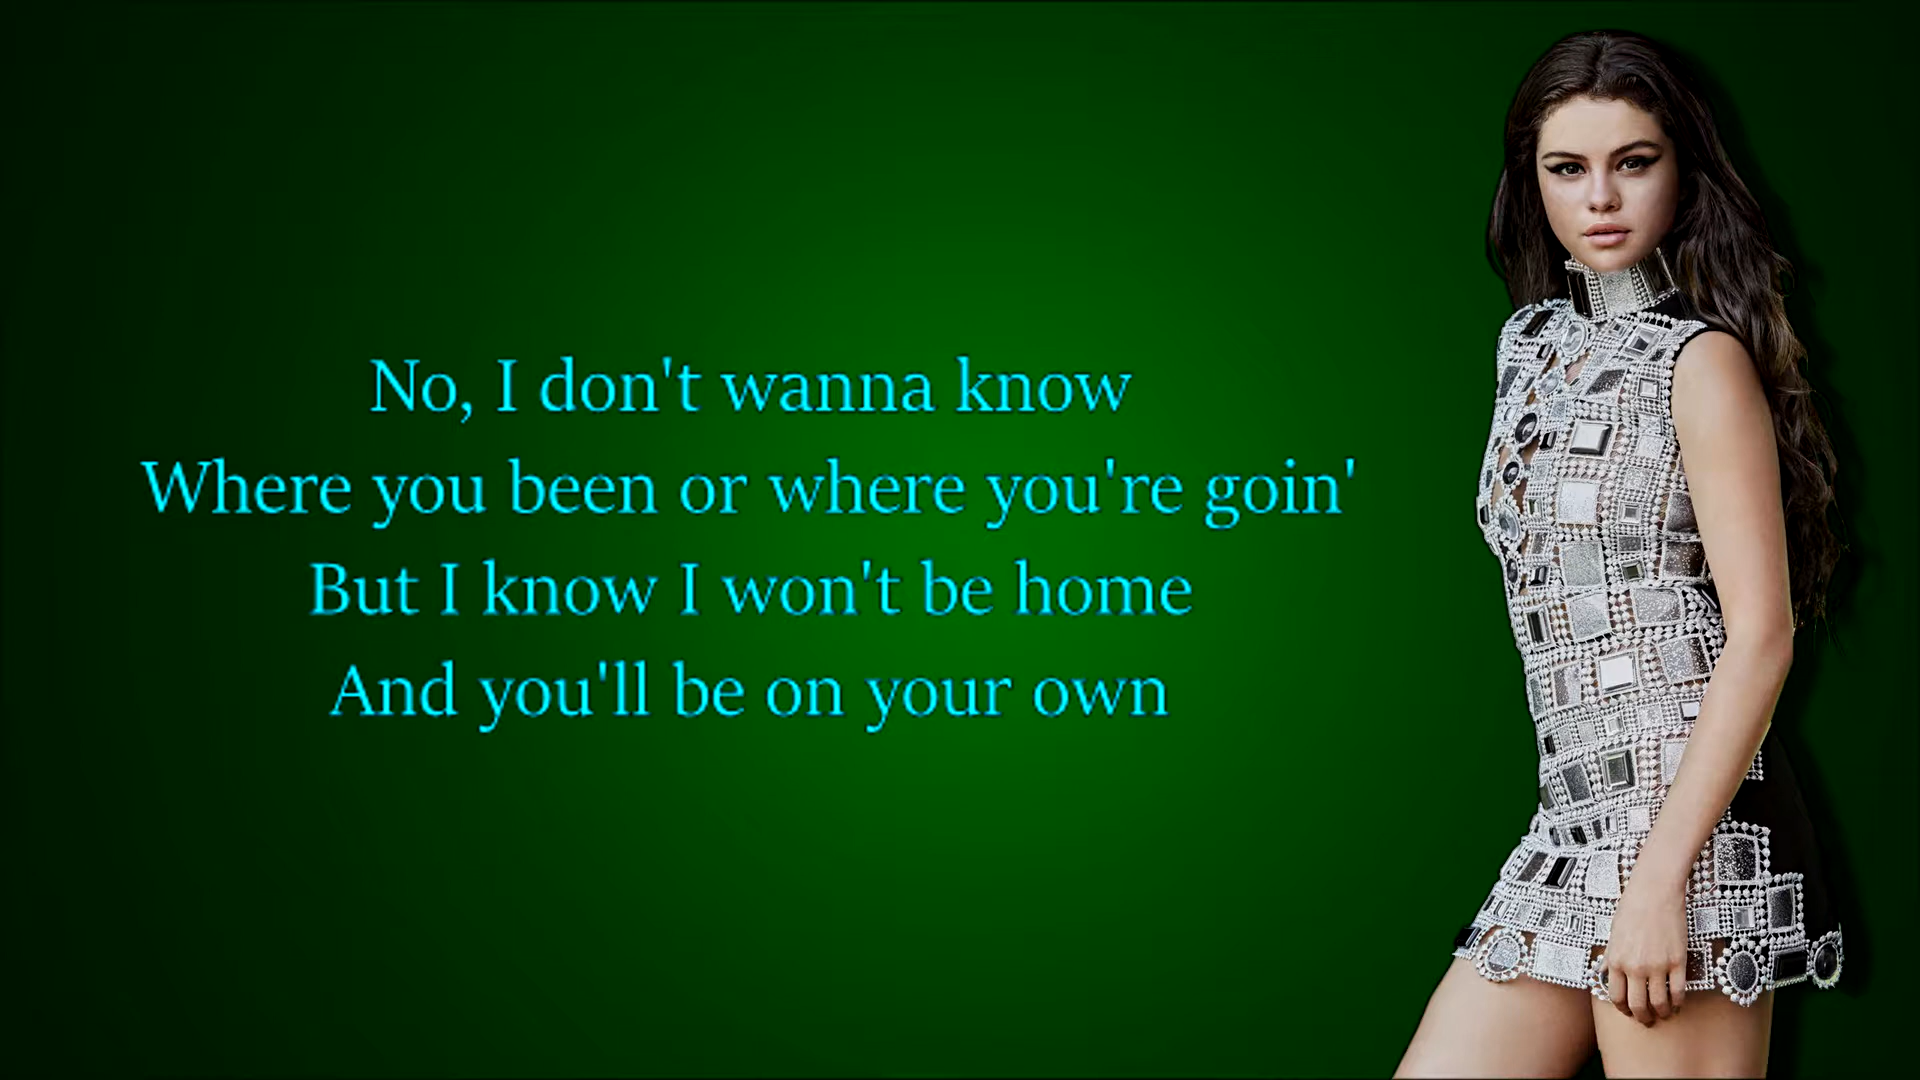 No, I don't wanna know
Where you been or where you're goin'
But I know I won't be home
And you'll be on your own